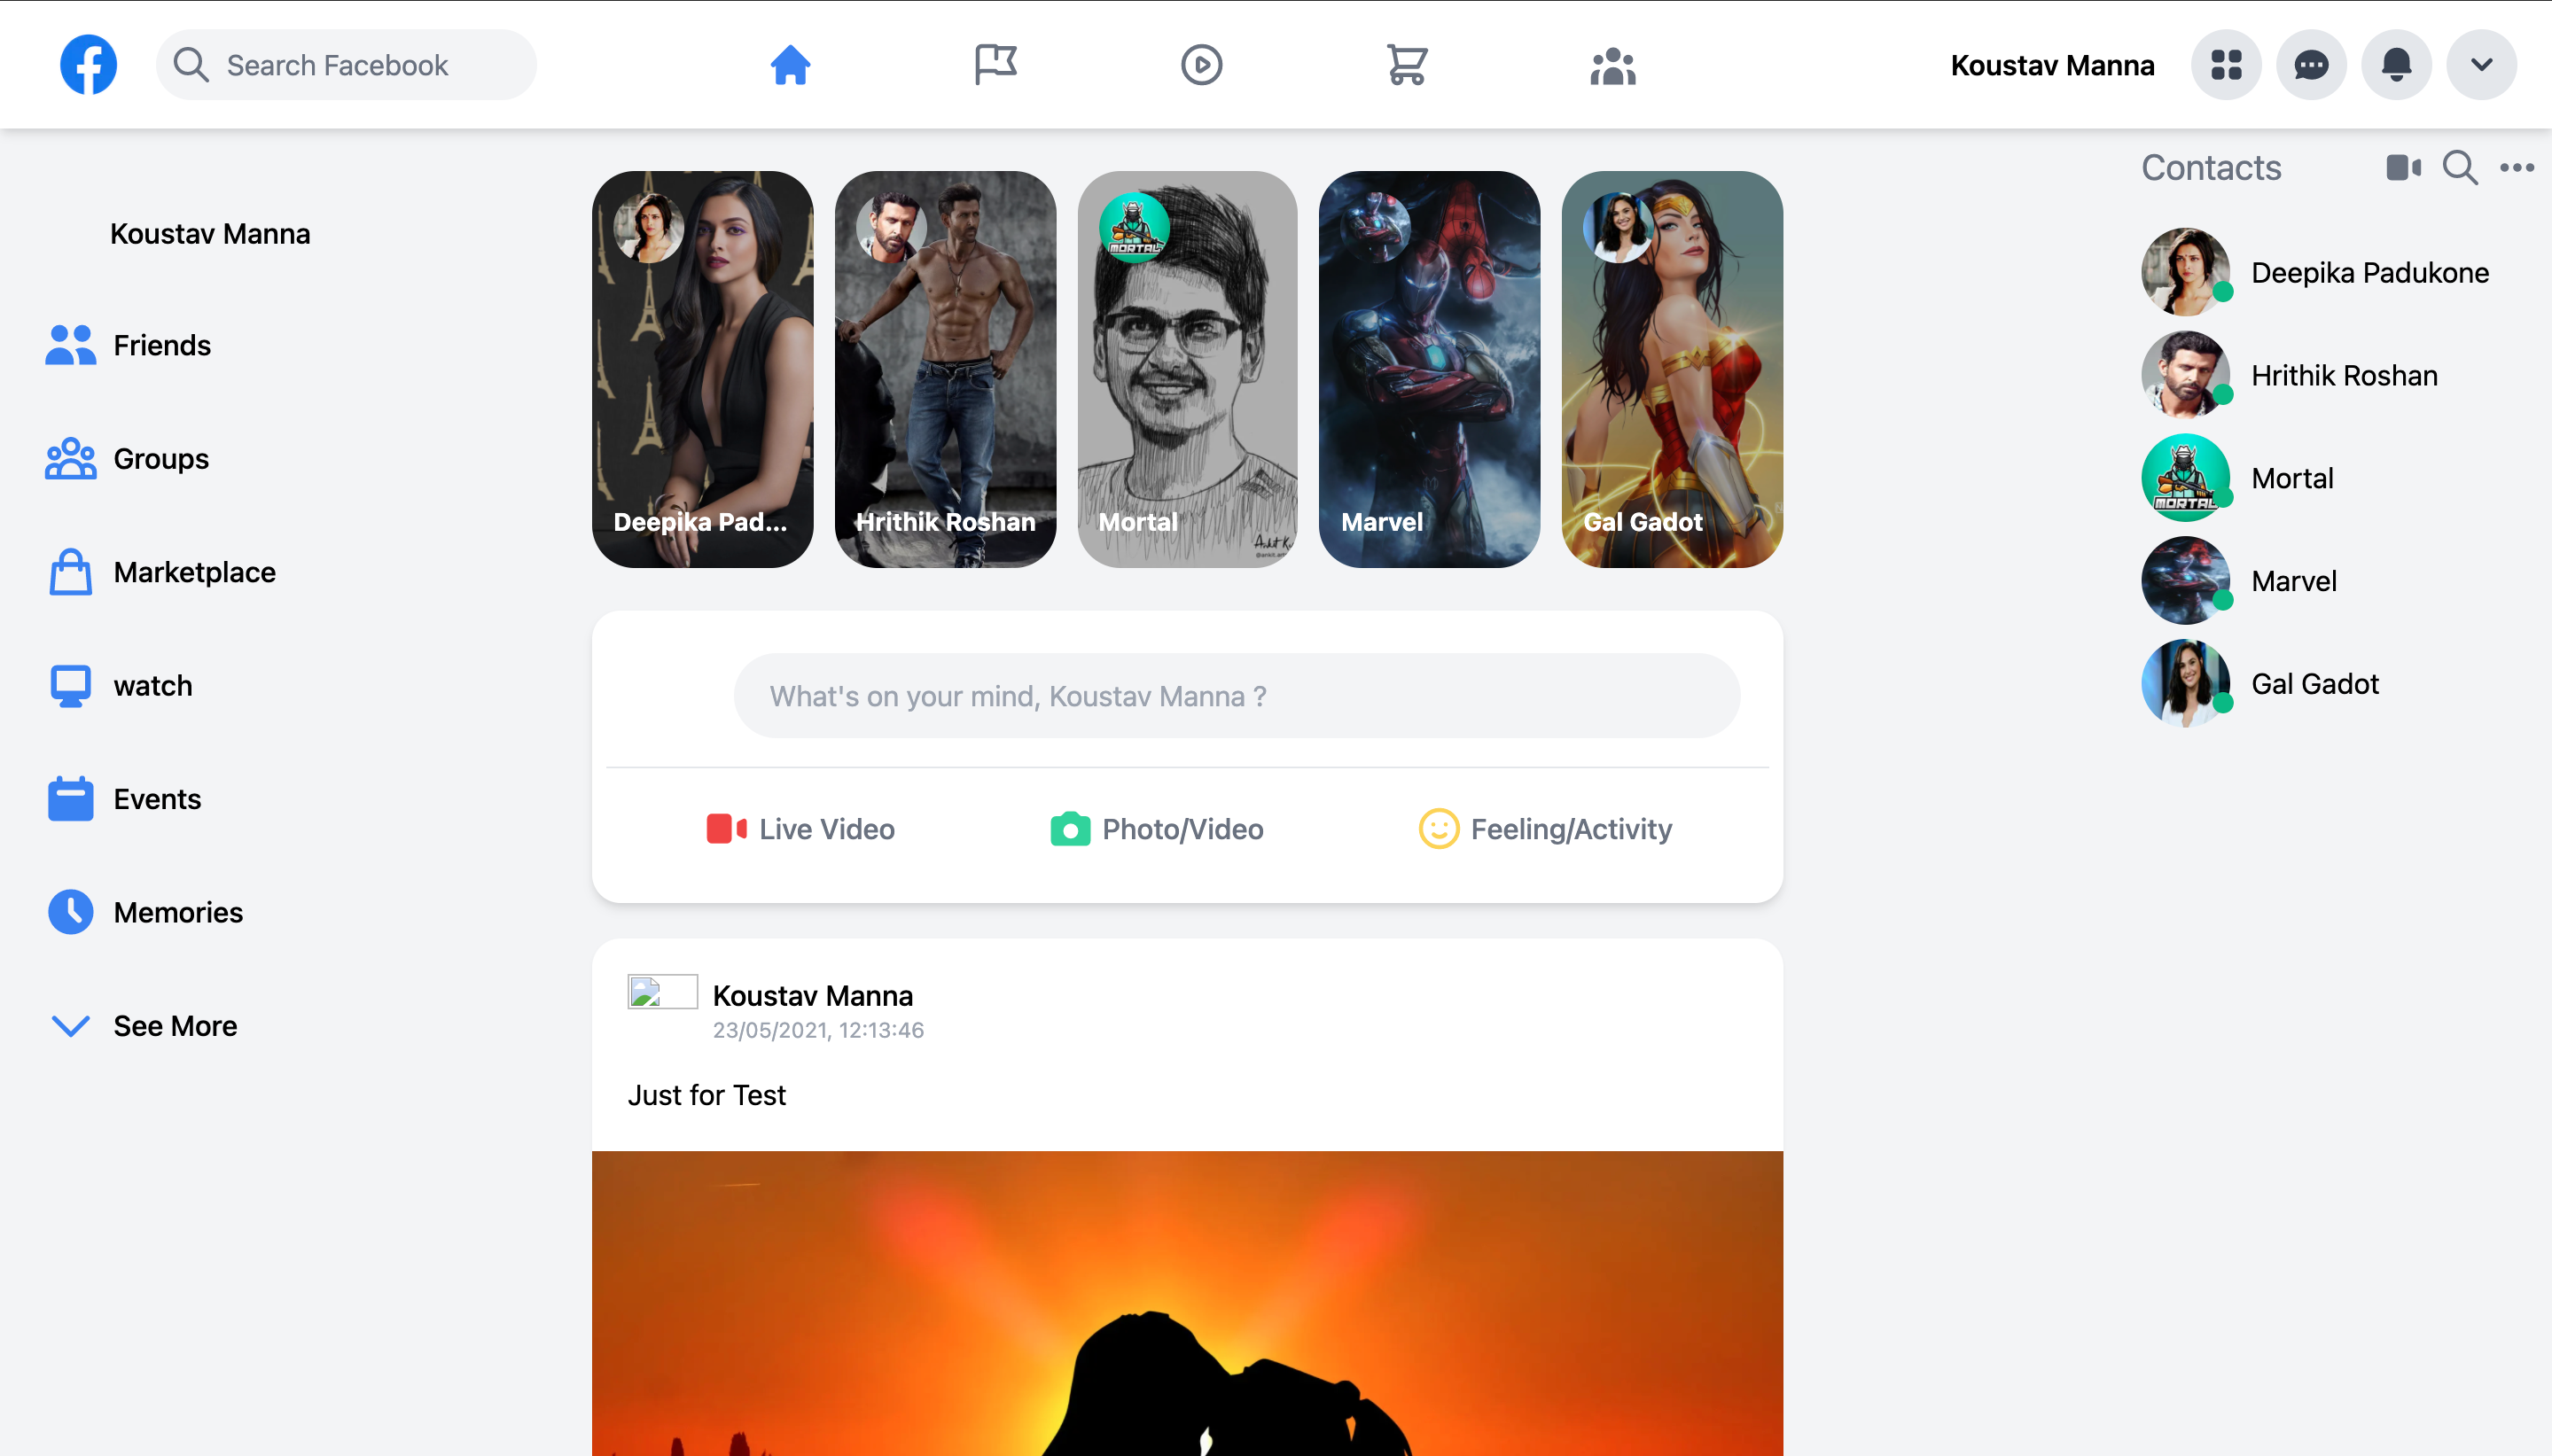 Search Facebook
Koustav Manna
Koustav Manna
Friends
Groups
Marketplace
watch
Events
Memories
See More
MORTAL
Deepika Pad...
Hrithik Roshan
Mortal
Marvel
Gal Gadot
What's on your mind, Koustav Manna ?
Live Video
Photo/Video
Feeling/Activity
Koustav Manna
23/05/2021, 12:13:46
Just for Test
Contacts
Deepika Padukone
Hrithik Roshan
MORTAL
Mortal
Marvel
Gal Gadot